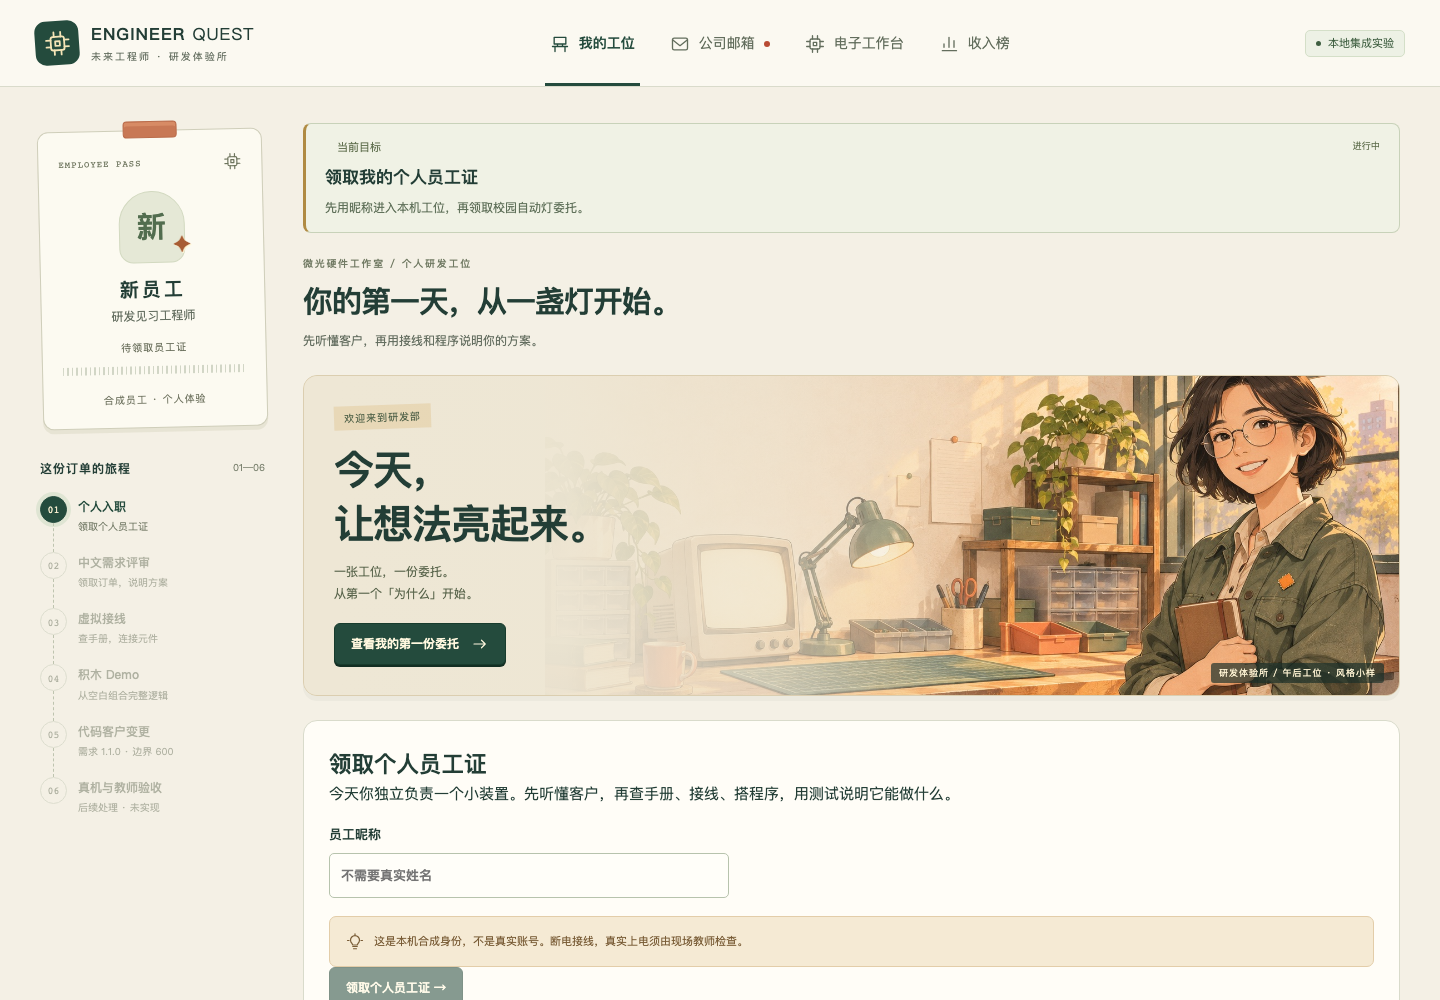 ENGINEER QUEST
未来工程师 · 研发体验所
我的工位
公司邮箱
电子工作台
收入榜
本地集成实验
EMPLOYEE PASS
新
新员工
研发见习工程师
待领取员工证
合成员工 · 个人体验
这份订单的旅程
01—06
01
个人入职
领取个人员工证
02
中文需求评审
领取订单，说明方案
03
虚拟接线
查手册，连接元件
04
积木 Demo
从空白组合完整逻辑
05
代码客户变更
需求 1.1.0 · 边界 600
06
真机与教师验收
后续处理 · 未实现
当前目标
进行中
领取我的个人员工证
先用昵称进入本机工位，再领取校园自动灯委托。
微光硬件工作室 / 个人研发工位
你的第一天，从一盏灯开始。
先听懂客户，再用接线和程序说明你的方案。
欢迎来到研发部
今天，
让想法亮起来。
一张工位，一份委托。
从第一个「为什么」开始。
查看我的第一份委托 →
研发体验所 / 午后工位 · 风格小样
领取个人员工证
今天你独立负责一个小装置。先听懂客户，再查手册、接线、搭程序，用测试说明它能做什么。
员工昵称
不需要真实姓名
这是本机合成身份，不是真实账号。断电接线，真实上电须由现场教师检查。
领取个人员工证 →